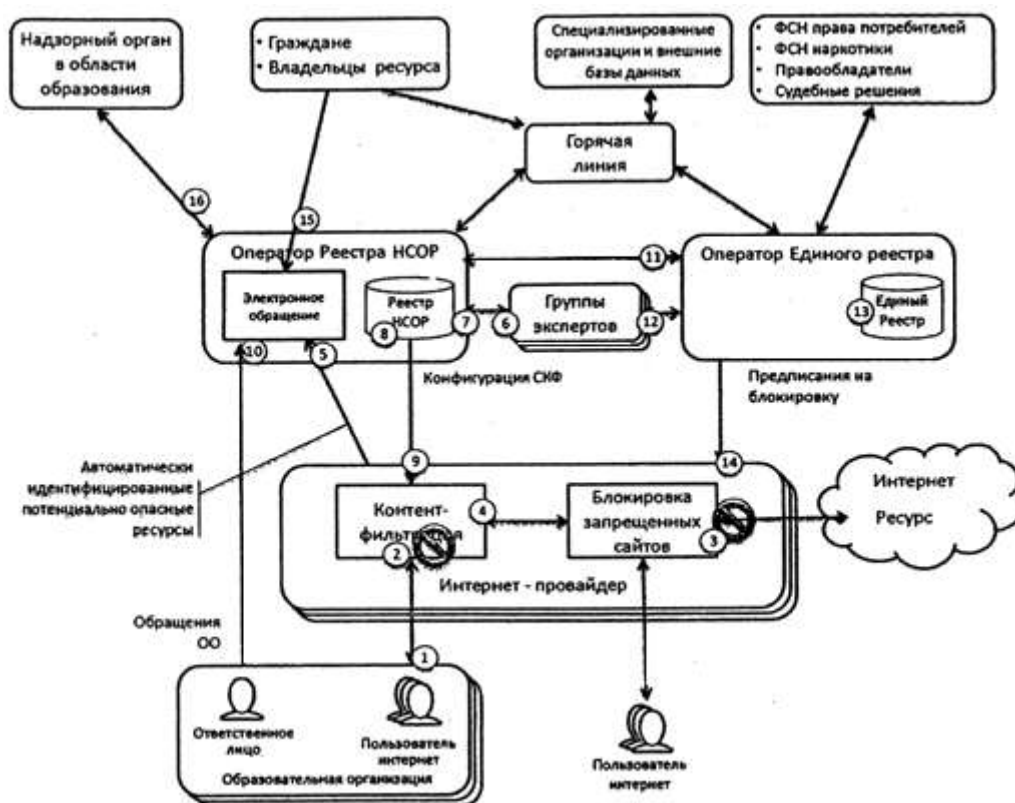 Надзорный орган
в области
образования
• Граждане
• Владельцы ресурса
Специализированные
организации и внешние
базы данных
• ФСН права потребителей
• ФСН наркотики
• Правообладатели
• Судебные решения
Горячая
линия
16
15
Оператор Реестра НСОР
11
Оператор Единого реестра
Электронное
обращение
Реестр
НСОР
8
7
6
Группы
экспертов
12
13
Единый
Реестр
10
5
Конфигурация СКФ
Предписания на
блокировку
9
14
Автоматически
идентифицированные
потенциально опасные
ресурсы
Контент-
фильтрация
2
4
Блокировка
запрещенных
сайтов
3
Интернет
Ресурс
Интернет - провайдер
Обращения
ОО
1
Ответственное
лицо
Пользователь
интернет
Образовательная организация
Пользователь
интернет